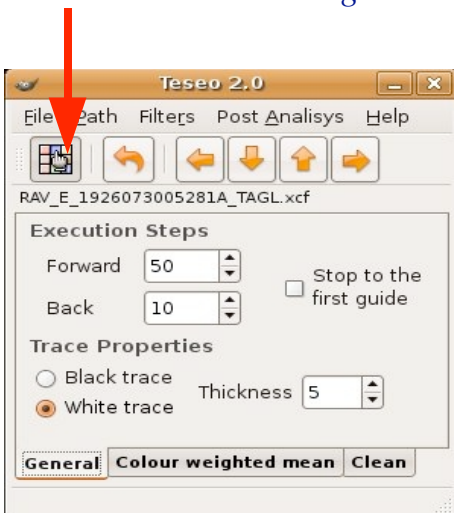 Teseo 2.0
File Path Filters Post Analisys Help
RAV_E_1926073005281A_TAGL.xcf
Execution Steps
Forward 50
Stop to the
first guide
Back 10
Trace Properties
Black trace
Thickness 5
White trace
General Colour weighted mean Clean